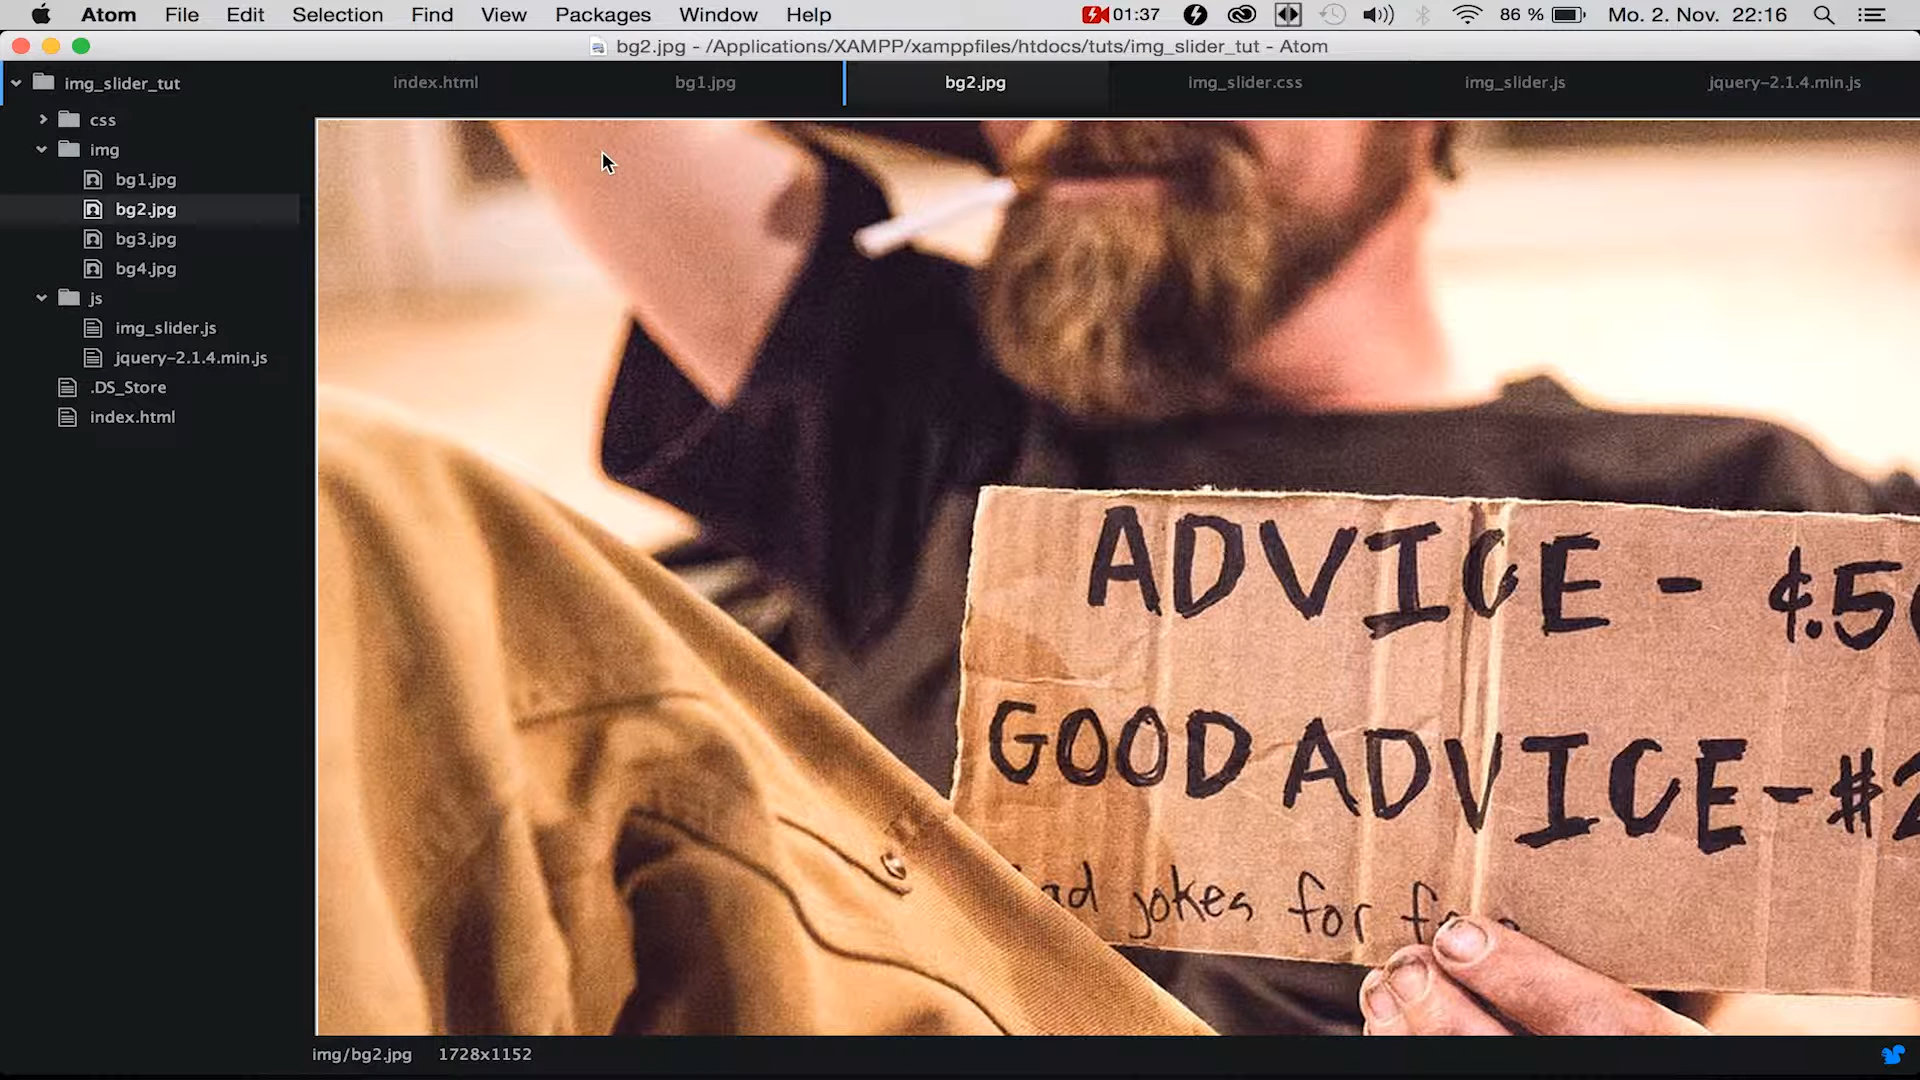 Atom File Edit Selection Find View Packages Window Help 01:37 86 % Mo. 2. Nov. 22:16
bg2.jpg - /Applications/XAMPP/xamppfiles/htdocs/tuts/img_slider_tut - Atom
img_slider_tut
index.html bg1.jpg bg2.jpg img_slider.css img_slider.js jquery-2.1.4.min.js
css
img
bg1.jpg
bg2.jpg
bg3.jpg
bg4.jpg
js
img_slider.js
jquery-2.1.4.min.js
.DS_Store
index.html
ADVICE - ¢.50
GOOD ADVICE-#2
jokes for
img/bg2.jpg 1728x1152